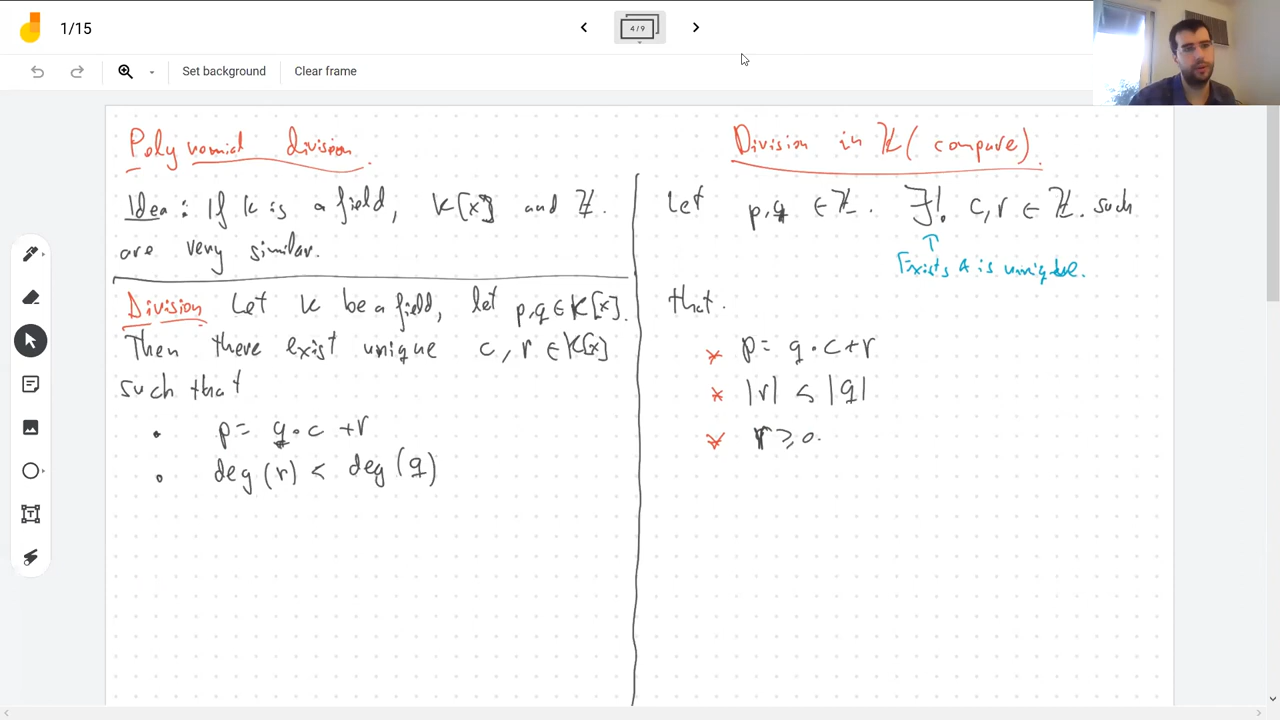 1/15
4/9
Set background
Clear frame
Polynomial division.
Idea: If k is a field, k[x] and ℤ.
are very similar.
Division Let k be a field, let p,q ∈ K[x].
Then there exist unique c, r ∈ K[x]
such that
• p = q·c + r
• deg(r) < deg(q)
Division in ℤ (compare).
Let p,q ∈ ℤ. ∃! c,r ∈ ℤ. such
↑
Exists & is unique.
that.
* p = q·c+r
* |r| < |q|
* r ≥ 0.